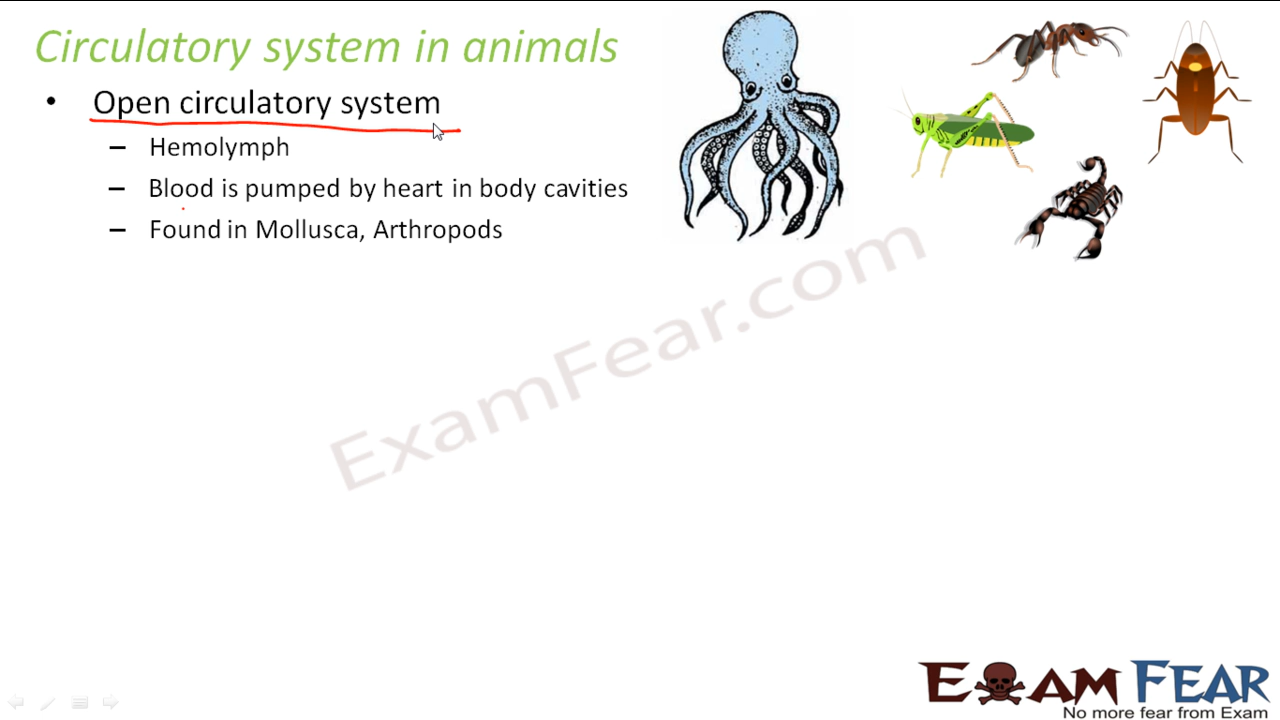 Circulatory system in animals
• Open circulatory system
– Hemolymph
– Blood is pumped by heart in body cavities
– Found in Mollusca, Arthropods
ExamFear.com
EXAM FEAR
No more fear from Exam